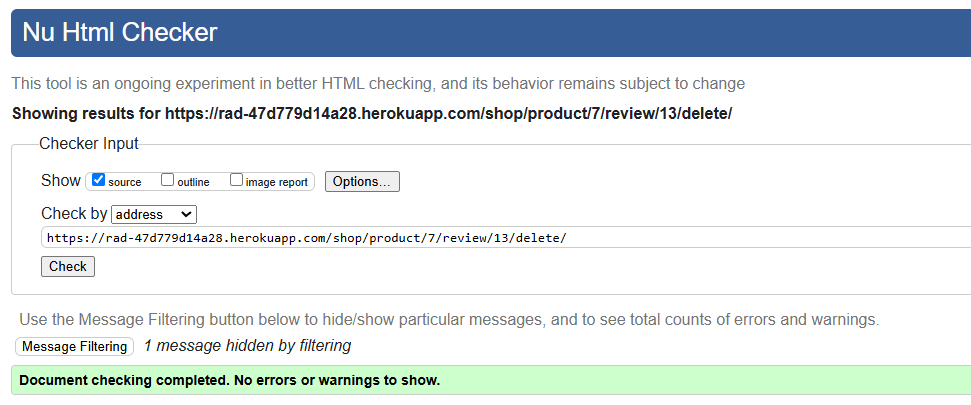 Nu Html Checker
This tool is an ongoing experiment in better HTML checking, and its behavior remains subject to change
Showing results for https://rad-47d779d14a28.herokuapp.com/shop/product/7/review/13/delete/
Checker Input
Show source outline image report Options...
Check by address
https://rad-47d779d14a28.herokuapp.com/shop/product/7/review/13/delete/
Check
Use the Message Filtering button below to hide/show particular messages, and to see total counts of errors and warnings.
Message Filtering 1 message hidden by filtering
Document checking completed. No errors or warnings to show.